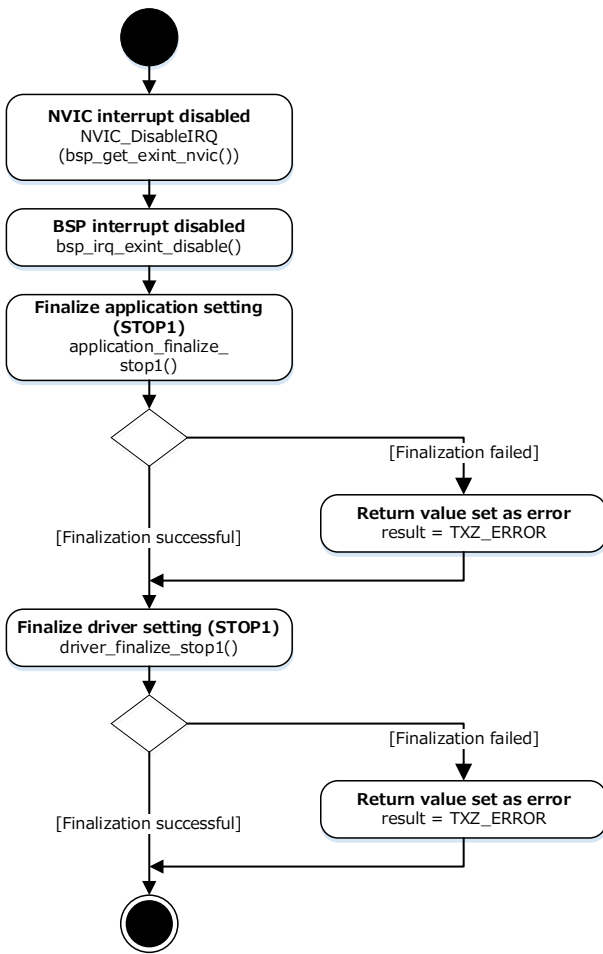 NVIC interrupt disabled
NVIC_DisableIRQ
(bsp_get_exint_nvic())
BSP interrupt disabled
bsp_irq_exint_disable()
Finalize application setting
(STOP1)
application_finalize_
stop1()
[Finalization failed]
Return value set as error
result = TXZ_ERROR
[Finalization successful]
Finalize driver setting (STOP1)
driver_finalize_stop1()
[Finalization failed]
Return value set as error
result = TXZ_ERROR
[Finalization successful]